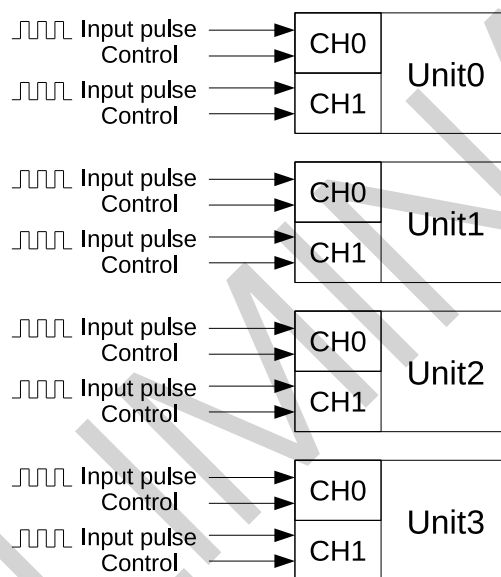 Input pulse
Control
CH0
Input pulse
Control
CH1
Unit0
Input pulse
Control
CH0
Input pulse
Control
CH1
Unit1
Input pulse
Control
CH0
Input pulse
Control
CH1
Unit2
Input pulse
Control
CH0
Input pulse
Control
CH1
Unit3